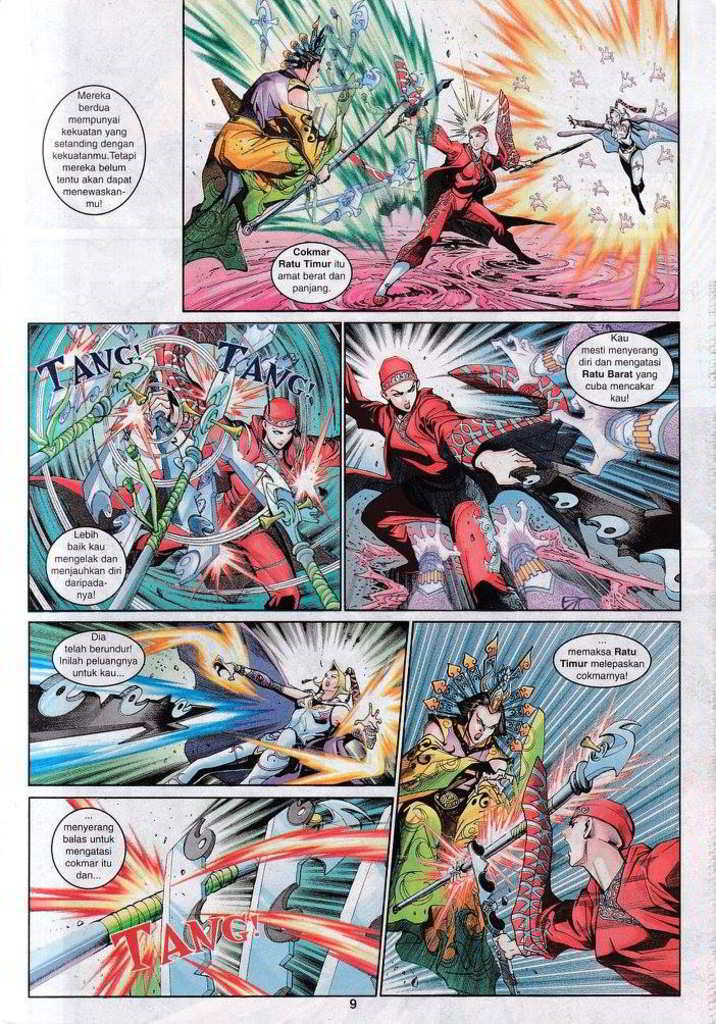 Mereka
berdua
mempunyai
kekuatan yang
setanding dengan
kekuatanmu.Tetapi
mereka belum
tentu akan dapat
menewaskan-
mu!
Cokmar
Ratu Timur itu
amat berat dan
panjang.
TANG!
TANG!
Lebih
baik kau
mengelak dan
menjauhkan diri
daripada-
nya!
Kau
mesti menyerang
diri dan mengatasi
Ratu Barat yang
cuba mencakar
kau!
Dia
telah berundur!
Inilah peluangnya
untuk kau...
...
menyerang
balas untuk
mengatasi
cokmar itu
dan...
TANG!
...
memaksa Ratu
Timur melepaskan
cokmarnya!
9